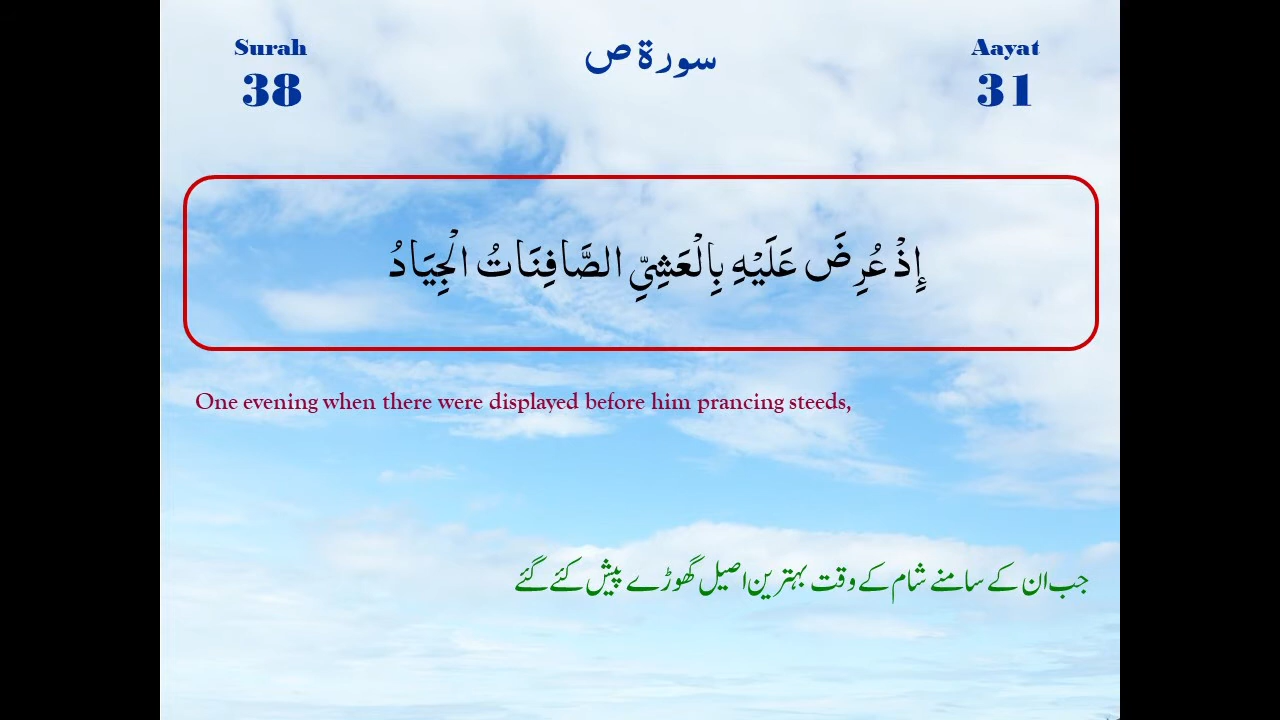 Surah
38
سورة ص
Aayat
31
إِذْ عُرِضَ عَلَيْهِ بِالْعَشِيِّ الصَّافِنَاتُ الْجِيَادُ
One evening when there were displayed before him prancing steeds,
جب ان کے سامنے شام کے وقت بہترین اصیل گھوڑے پیش کئے گئے